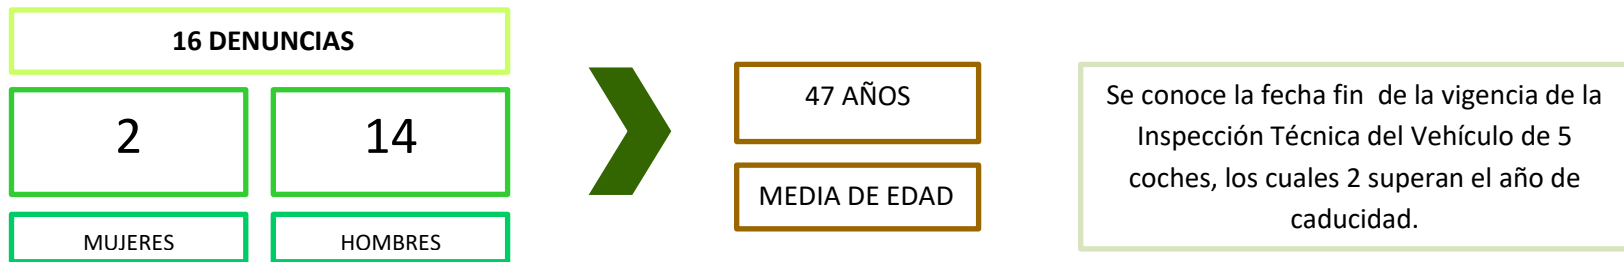 16 DENUNCIAS
2
14
MUJERES
HOMBRES
47 AÑOS
MEDIA DE EDAD
Se conoce la fecha fin de la vigencia de la
Inspección Técnica del Vehículo de 5
coches, los cuales 2 superan el año de
caducidad.